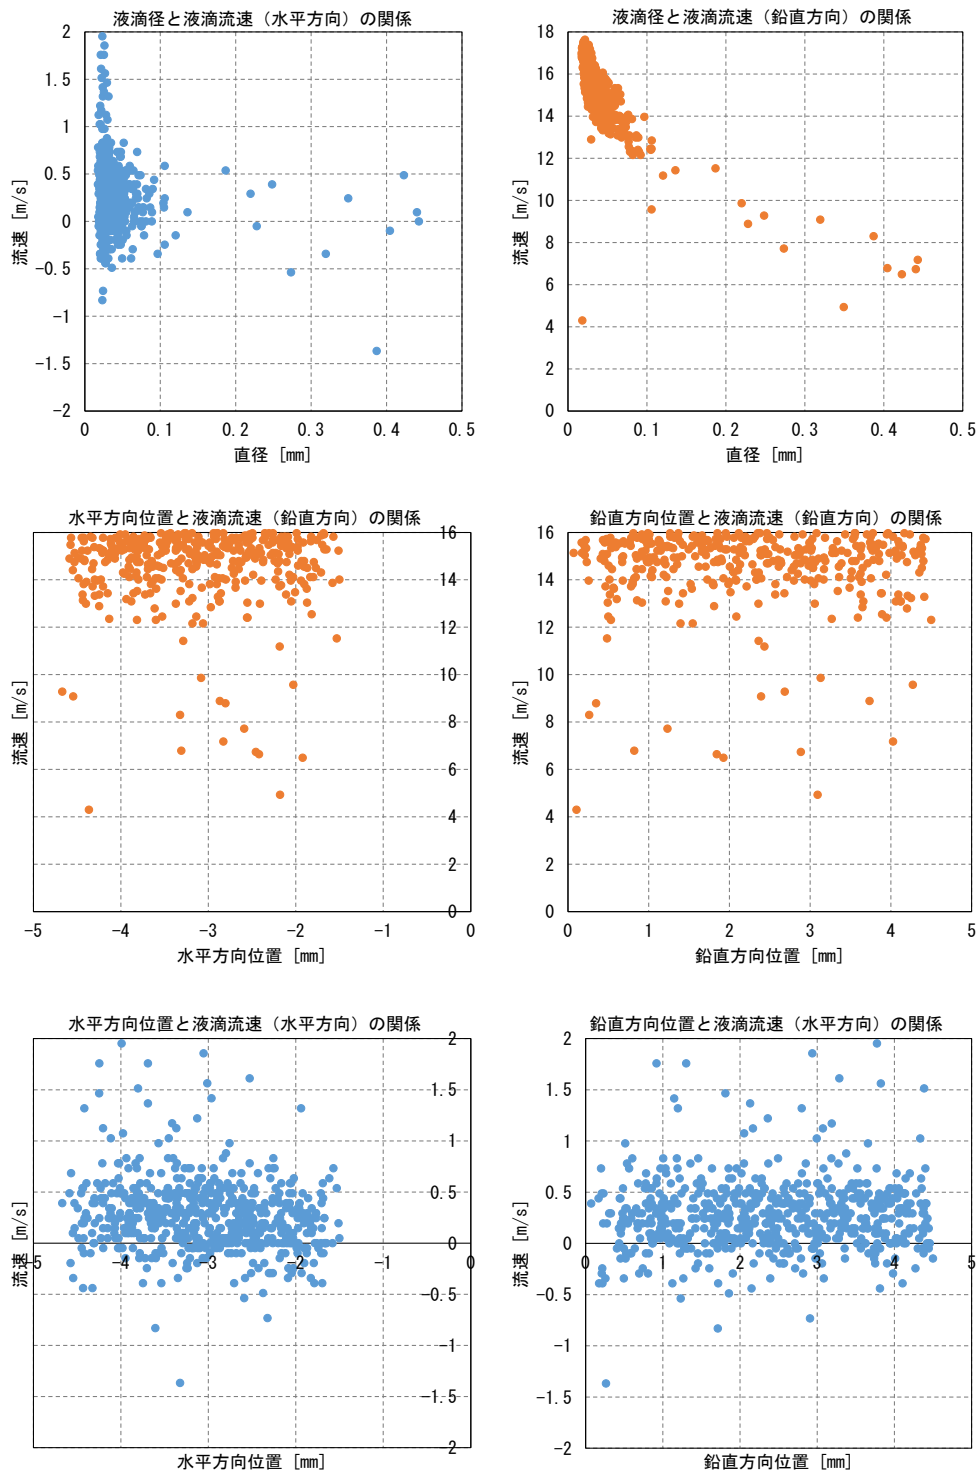 液滴径と液滴流速（水平方向）の関係
2
1.5
1
0.5
0
-0.5
-1
-1.5
-2
流速 [m/s]
0 0.1 0.2 0.3 0.4 0.5
直径 [mm]
液滴径と液滴流速（鉛直方向）の関係
18
16
14
12
10
8
6
4
2
0
流速 [m/s]
0 0.1 0.2 0.3 0.4 0.5
直径 [mm]
水平方向位置と液滴流速（鉛直方向）の関係
16
14
12
10
8
6
4
2
0
流速 [m/s]
-5 -4 -3 -2 -1 0
水平方向位置 [mm]
鉛直方向位置と液滴流速（鉛直方向）の関係
16
14
12
10
8
6
4
2
0
流速 [m/s]
0 1 2 3 4 5
鉛直方向位置 [mm]
水平方向位置と液滴流速（水平方向）の関係
2
1.5
1
0.5
0
-0.5
-1
-1.5
-2
流速 [m/s]
-5 -4 -3 -2 -1 0
水平方向位置 [mm]
鉛直方向位置と液滴流速（水平方向）の関係
2
1.5
1
0.5
0
-0.5
-1
-1.5
-2
流速 [m/s]
0 1 2 3 4 5
鉛直方向位置 [mm]